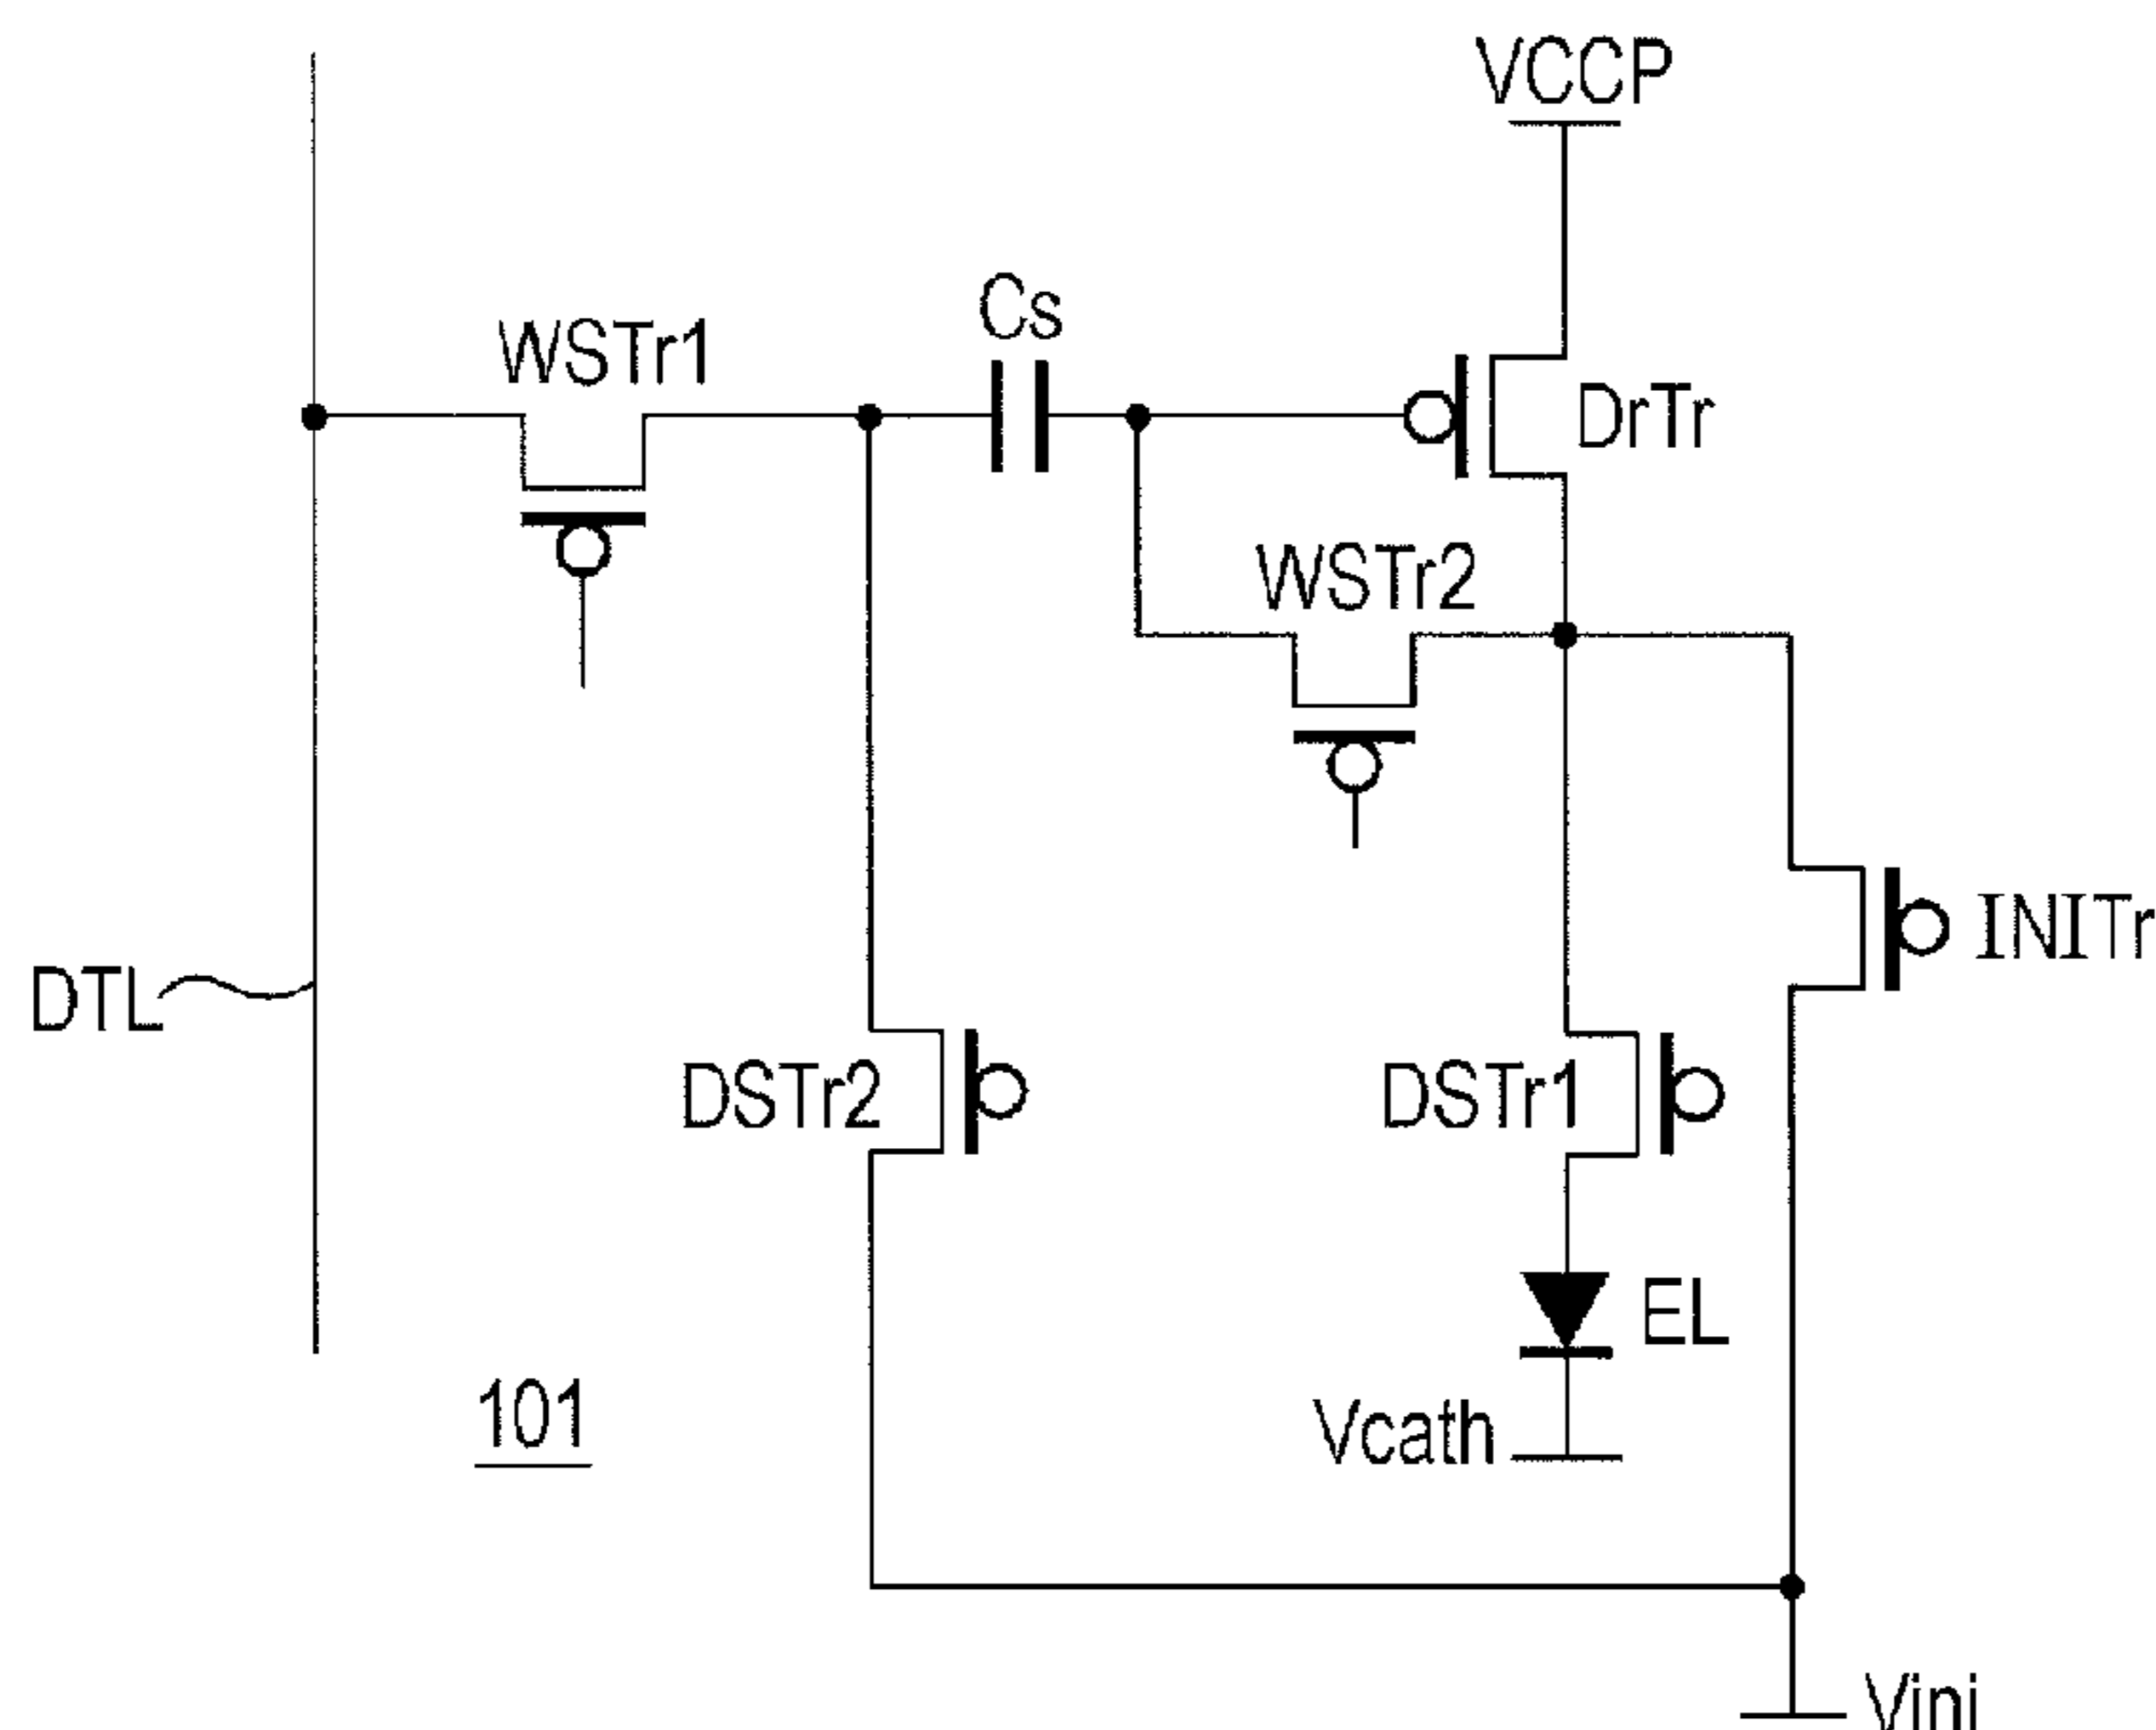 VCCP
Cs
WSTr1
DrTr
WSTr2
INITr
DTL
DSTr2
DSTr1
EL
101
Vcath
Vini